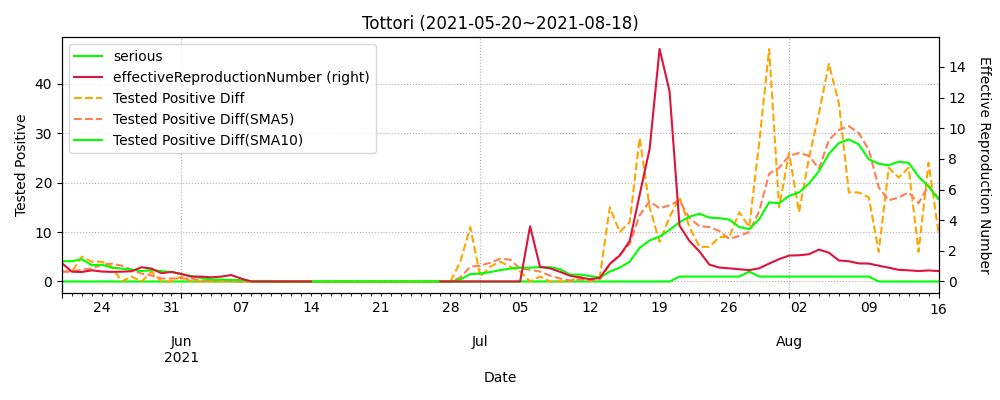 Tottori (2021-05-20~2021-08-18)
serious
effectiveReproductionNumber (right)
Tested Positive Diff
Tested Positive Diff(SMA5)
Tested Positive Diff(SMA10)
Tested Positive
40
30
20
10
0
14
12
10
8
6
4
2
0
Effective Reproduction Number
24 31 07 14 21 28 05 12 19 26 02 09 16
Jun Jul Aug
2021
Date